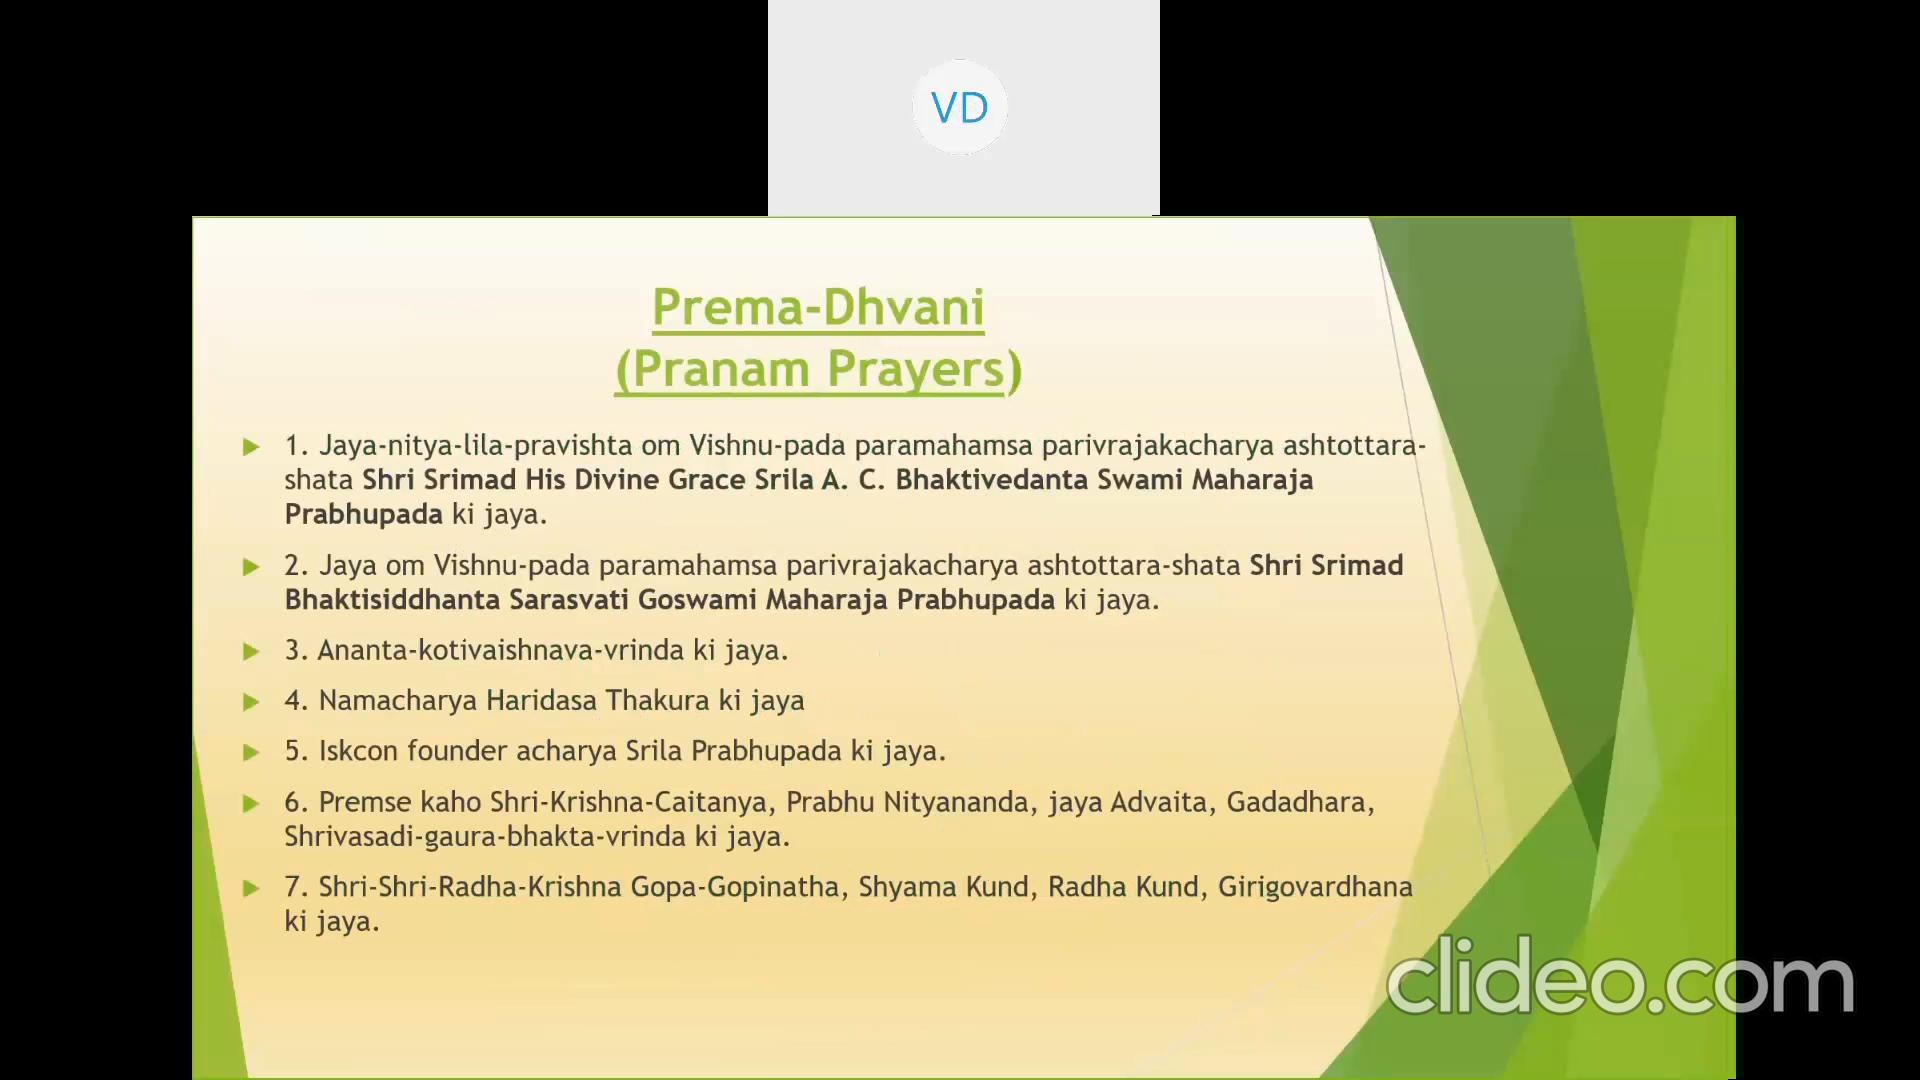 VD
Prema-Dhvani
(Pranam Prayers)
1. Jaya-nitya-lila-pravishta om Vishnu-pada paramahamsa parivrajakacharya ashtottara-
shata Shri Srimad His Divine Grace Srila A. C. Bhaktivedanta Swami Maharaja
Prabhupada ki jaya.
2. Jaya om Vishnu-pada paramahamsa parivrajakacharya ashtottara-shata Shri Srimad
Bhaktisiddhanta Sarasvati Goswami Maharaja Prabhupada ki jaya.
3. Ananta-kotivaishnava-vrinda ki jaya.
4. Namacharya Haridasa Thakura ki jaya
5. Iskcon founder acharya Srila Prabhupada ki jaya.
6. Premse kaho Shri-Krishna-Caitanya, Prabhu Nityananda, jaya Advaita, Gadadhara,
Shrivasadi-gaura-bhakta-vrinda ki jaya.
7. Shri-Shri-Radha-Krishna Gopa-Gopinatha, Shyama Kund, Radha Kund, Girigovardhana
ki jaya.
clideo.com